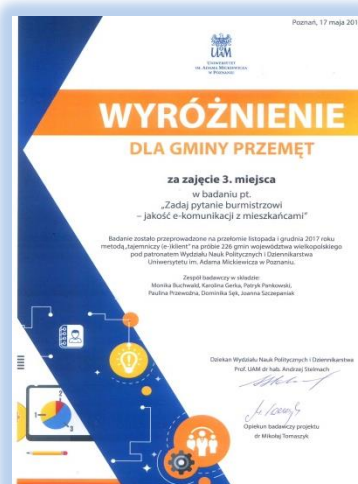 Poznań, 17 maja 201
UAM
UNIWERSYTET
IM. ADAMA MICKIEWICZA
W POZNANIU
WYRÓŻNIENIE
DLA GMINY PRZEMĘT
za zajęcie 3. miejsca
w badaniu pt.
„Zadaj pytanie burmistrzowi
– jakość e-komunikacji z mieszkańcami”
Badanie zostało przeprowadzone na przełomie listopada i grudnia 2017 roku
metodą „tajemniczy (e-)klient” na próbie 226 gmin województwa wielkopolskiego
pod patronatem Wydziału Nauk Politycznych i Dziennikarstwa
Uniwersytetu im. Adama Mickiewicza w Poznaniu.
Zespół badawczy w składzie:
Monika Buchwald, Karolina Gerka, Patryk Pankowski,
Paulina Przewoźna, Dominika Sęk, Joanna Szczepaniak
Dziekan Wydziału Nauk Politycznych i Dziennikarstwa
Prof. UAM dr hab. Andrzej Stelmach
Opiekun badawczy projektu
dr Mikołaj Tomaszyk